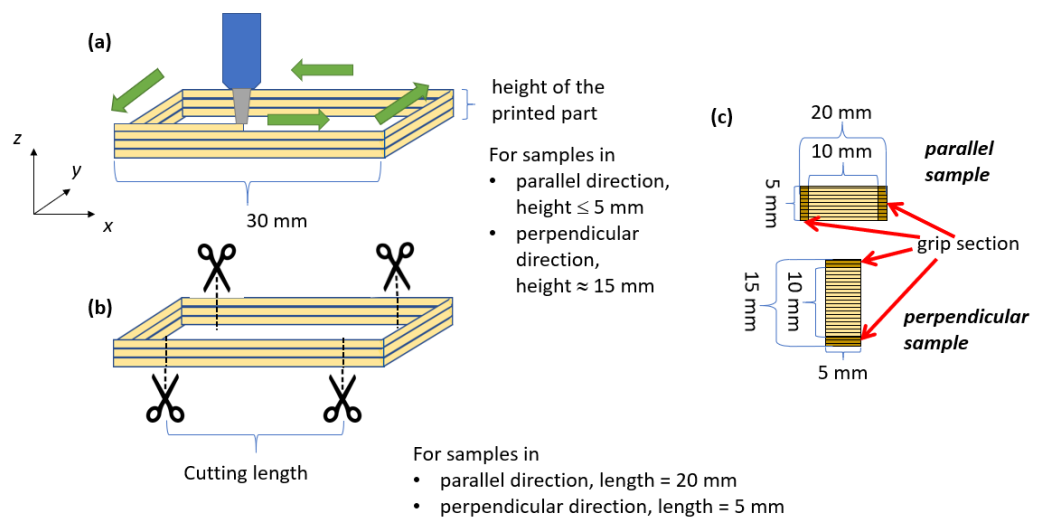 (a)
height of the
printed part
z
y
x
30 mm
For samples in
• parallel direction,
height ≤ 5 mm
• perpendicular
direction,
height ≈ 15 mm
(b)
Cutting length
For samples in
• parallel direction, length = 20 mm
• perpendicular direction, length = 5 mm
(c)
20 mm
10 mm
5 mm
parallel
sample
grip section
15 mm
10 mm
perpendicular
sample
5 mm